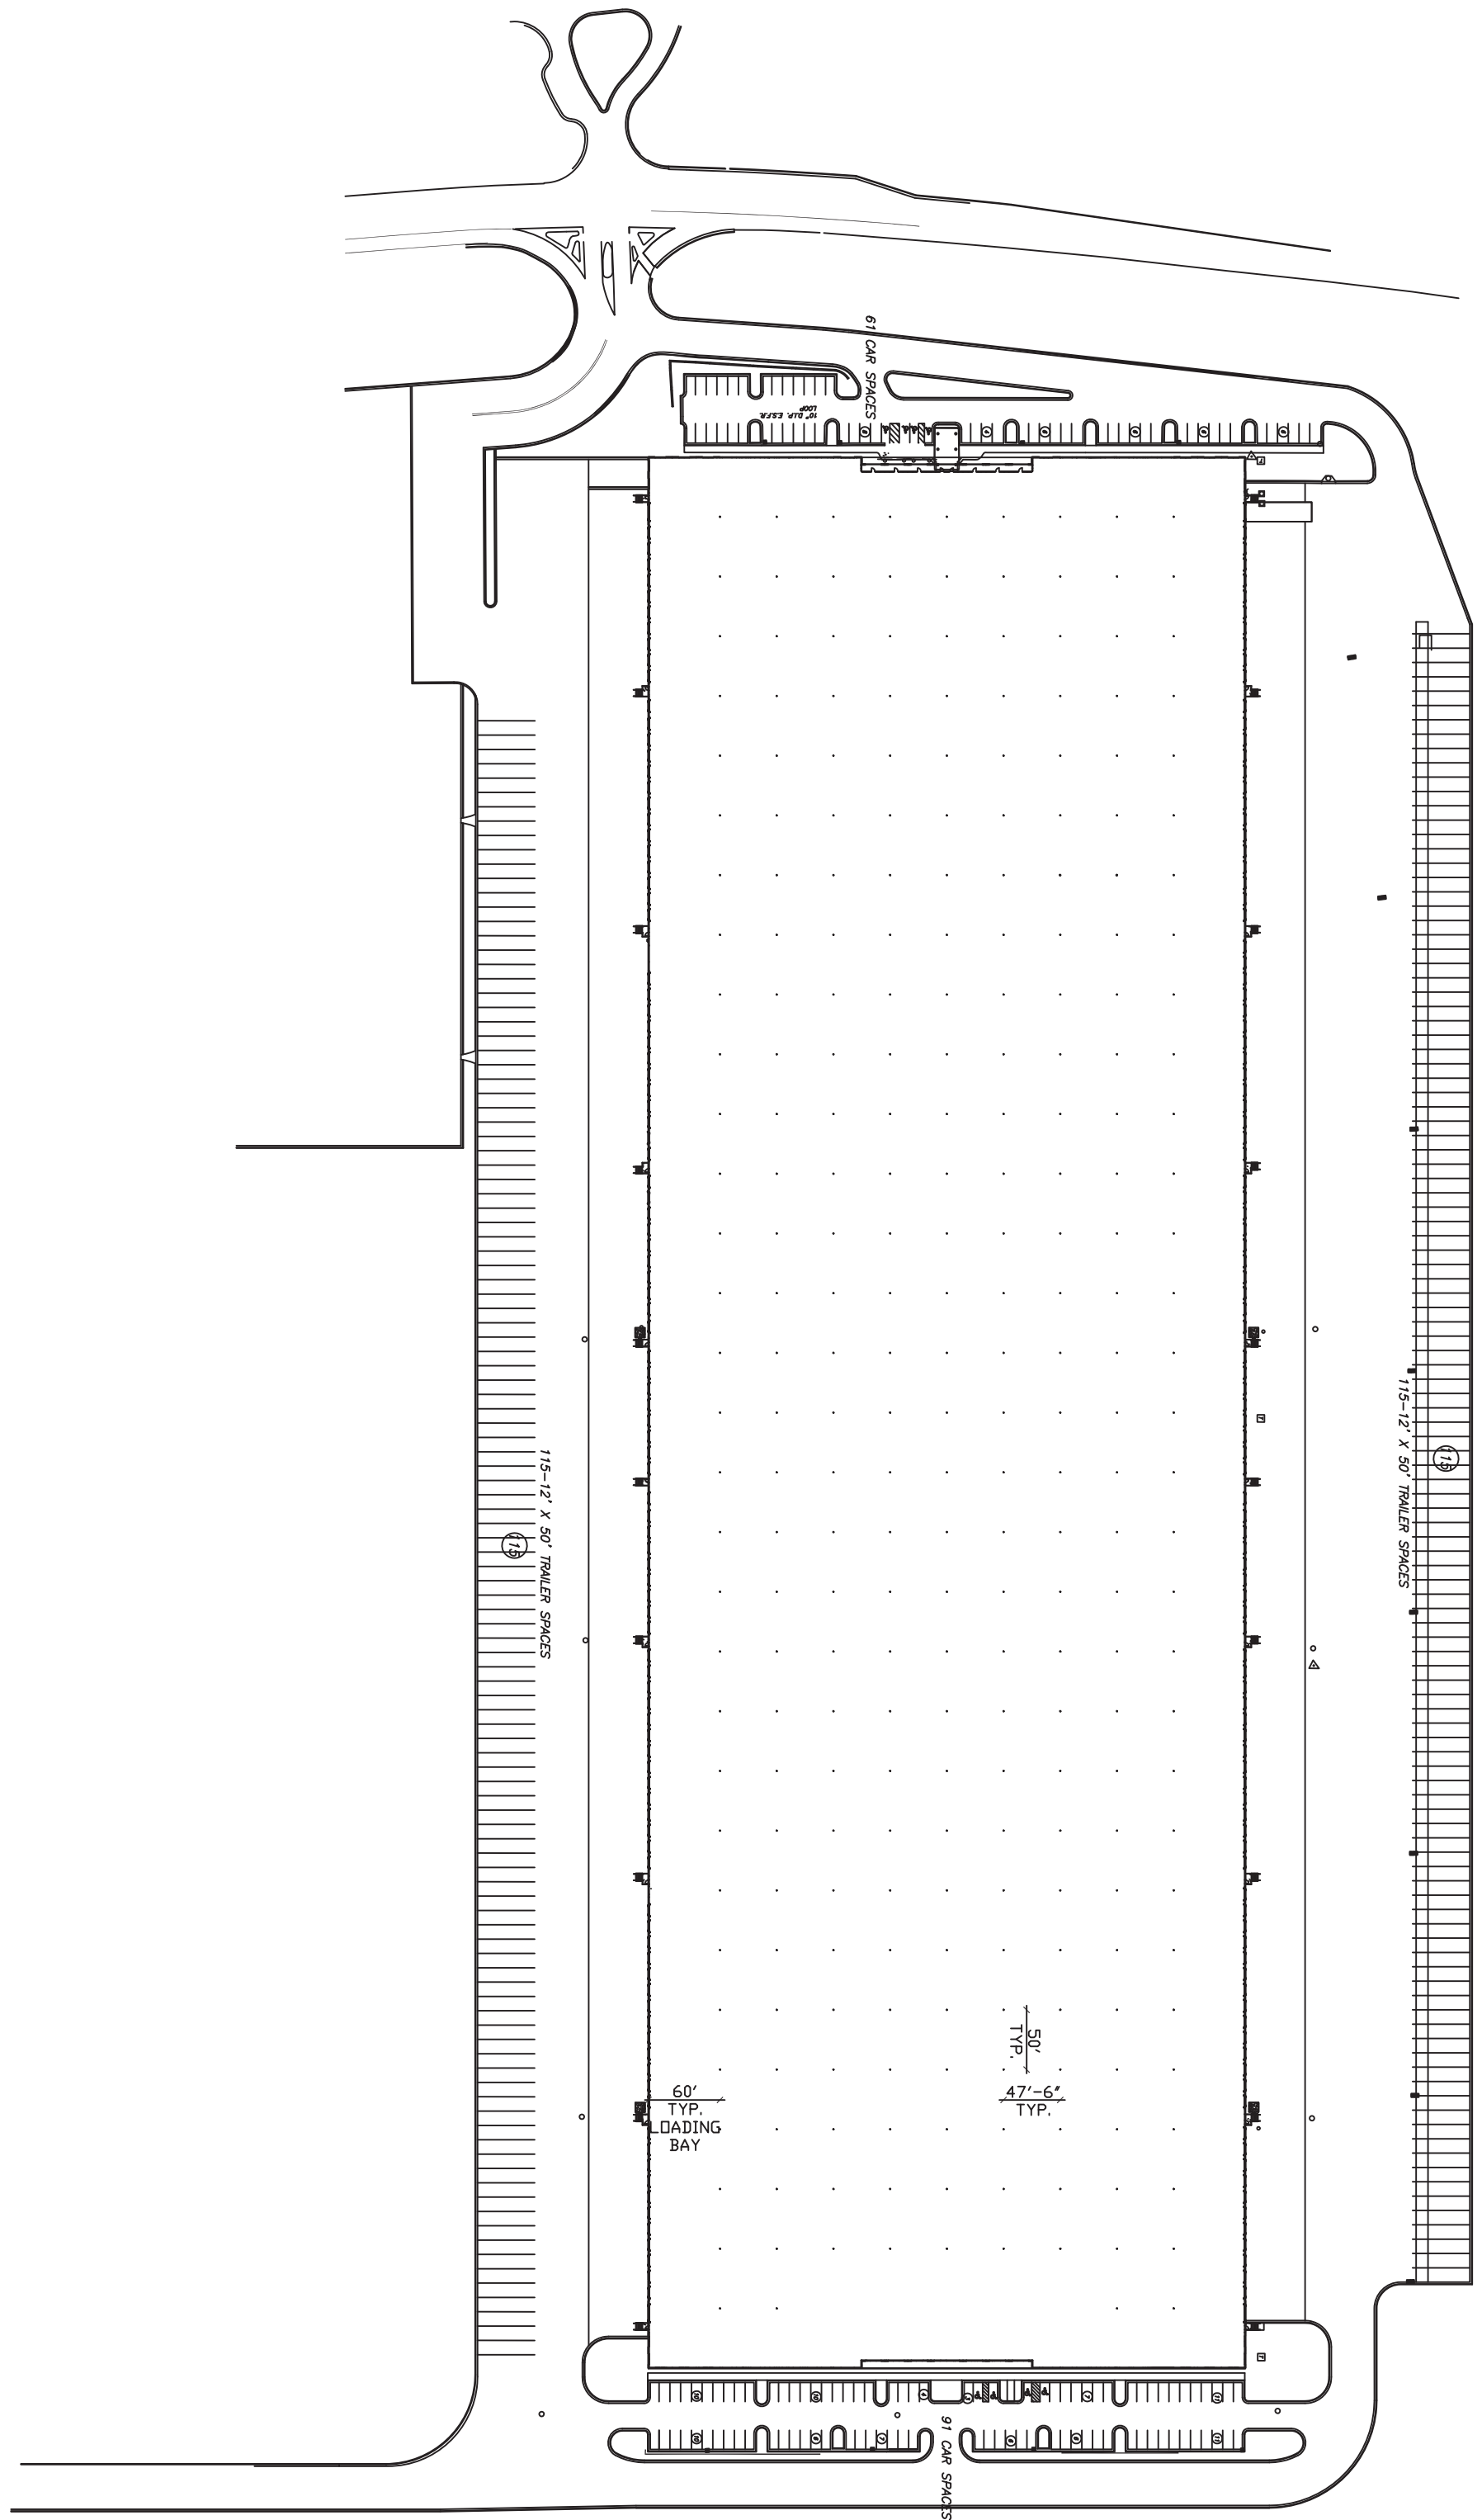 61 CAR SPACES
10" D.I.P. E.S.F.R.
LOOP
115-12' X 50' TRAILER SPACES
115
115-12' X 50' TRAILER SPACES
115
50'
TYP.
47'-6"
TYP.
60'
TYP.
LOADING
BAY
91 CAR SPACES